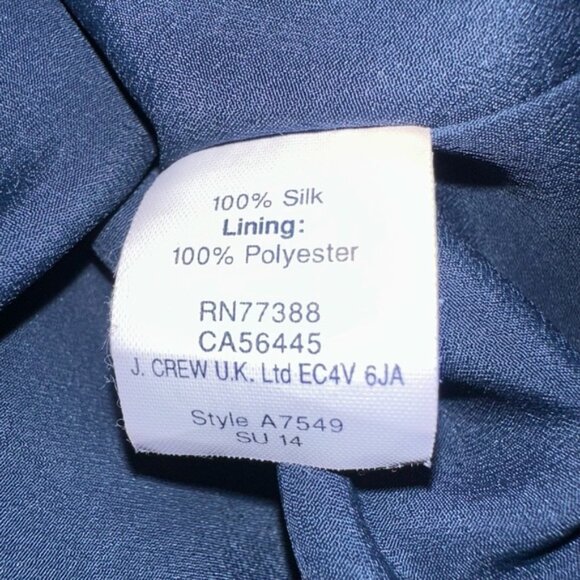 100% Silk
Lining:
100% Polyester
RN77388
CA56445
J. CREW U.K. Ltd EC4V 6JA
Style A7549
SU 14